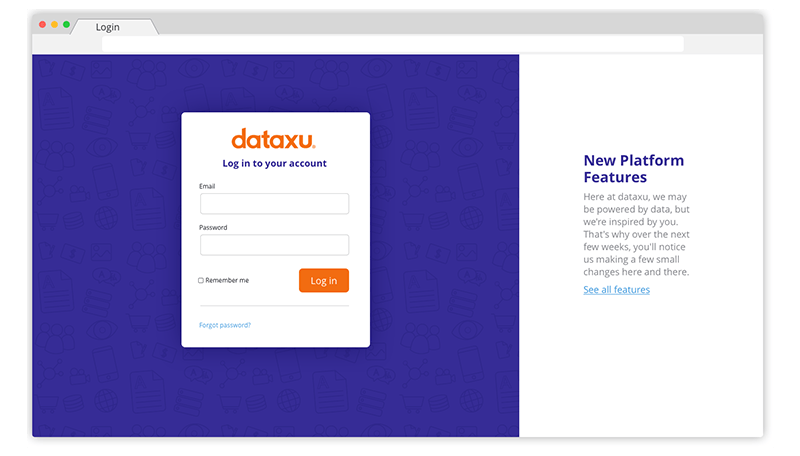 Login
dataxu.
Log in to your account
Email
Password
Remember me
Log in
Forgot password?
New Platform
Features
Here at dataxu, we may
be powered by data, but
we're inspired by you.
That's why over the next
few weeks, you'll notice
us making a few small
changes here and there.
See all features